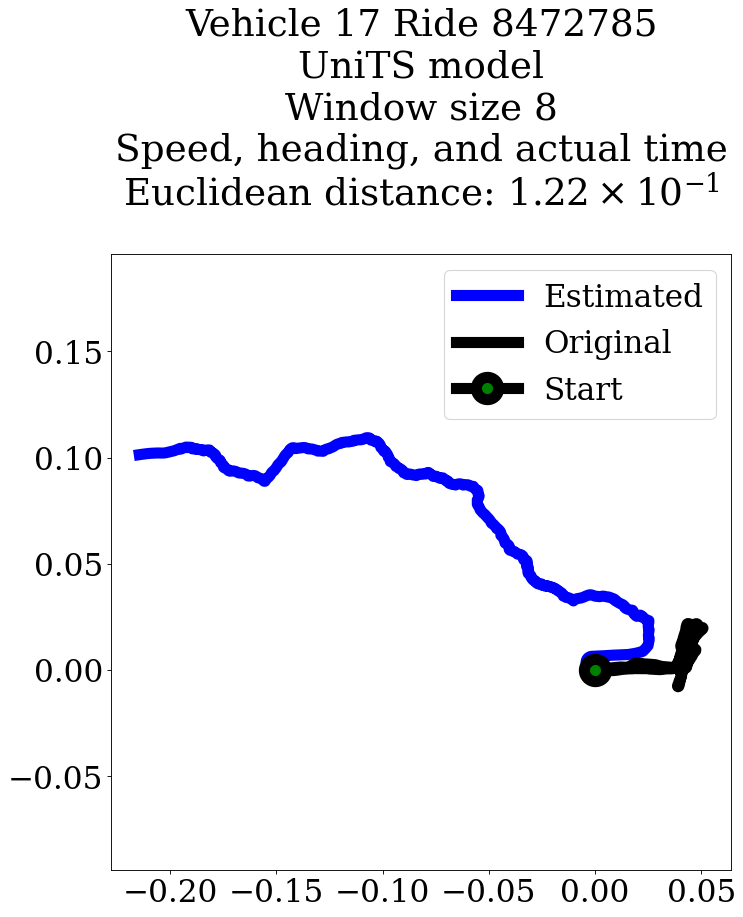 Vehicle 17 Ride 8472785
UniTS model
Window size 8
Speed, heading, and actual time
Euclidean distance: 1.22 × 10⁻¹
Estimated
Original
Start
0.15
0.10
0.05
0.00
−0.05
−0.20 −0.15 −0.10 −0.05 0.00 0.05